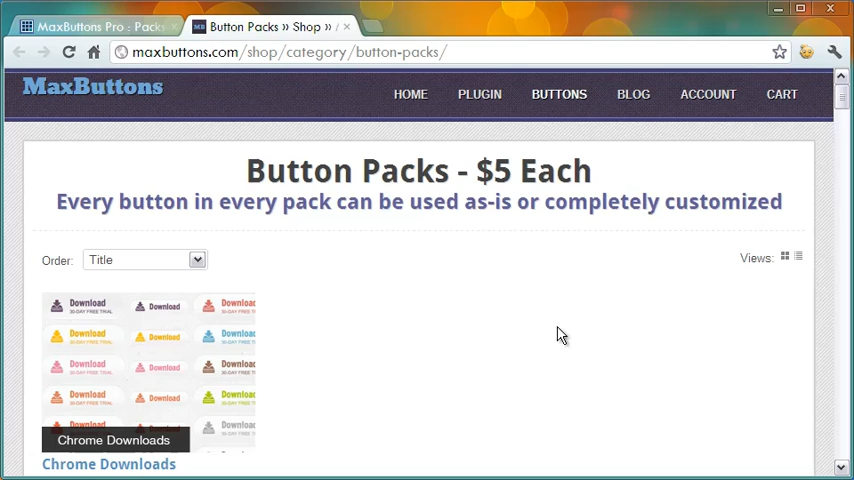 MaxButtons Pro : Packs
Button Packs » Shop » /
maxbuttons.com/shop/category/button-packs/
MaxButtons
HOME
PLUGIN
BUTTONS
BLOG
ACCOUNT
CART
Button Packs - $5 Each
Every button in every pack can be used as-is or completely customized
Order:
Title
Views:
Download
30-DAY FREE TRIAL
Download
Download
30-DAY FREE TRIAL
Download
30-DAY FREE TRIAL
Download
Download
30-DAY FREE TRIAL
Download
30-DAY FREE TRIAL
Download
Download
30-DAY FREE TRIAL
Download
30-DAY FREE TRIAL
Download
Download
30-DAY FREE TRIAL
Download
Chrome Downloads
Chrome Downloads